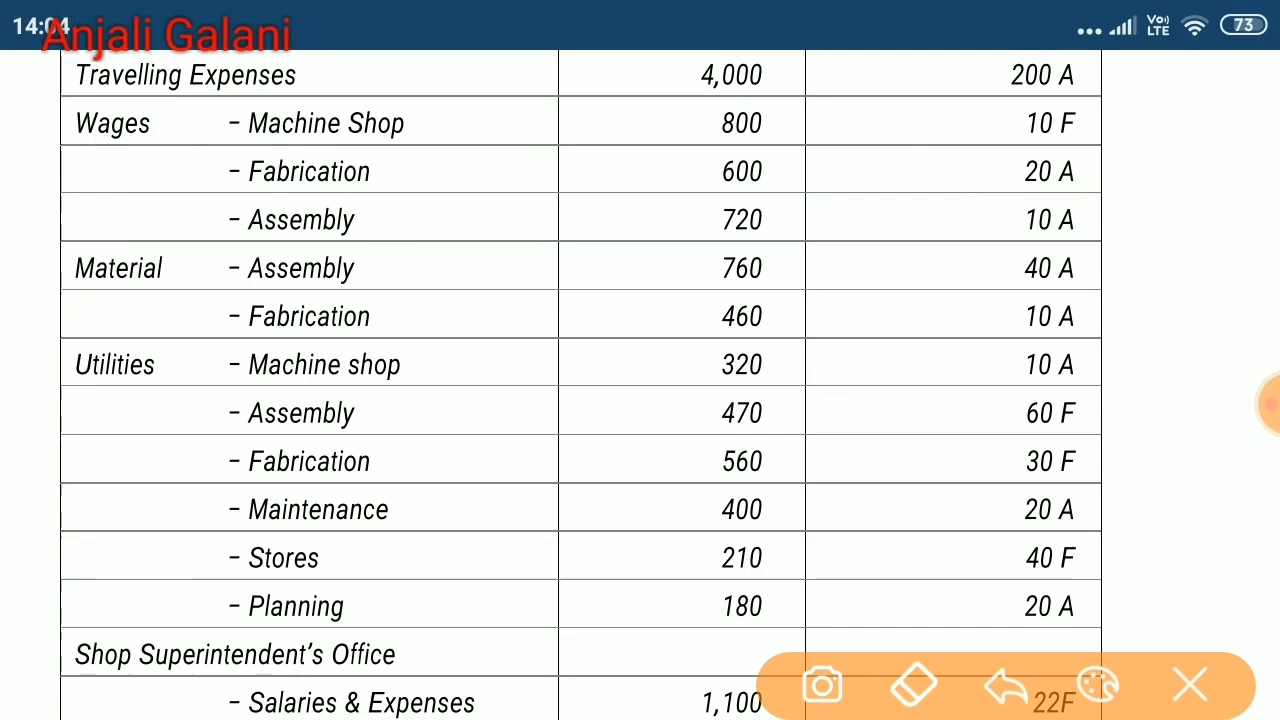 14:04
Anjali Galani
Vo) LTE
73
Travelling Expenses 4,000 200 A
Wages - Machine Shop 800 10 F
- Fabrication 600 20 A
- Assembly 720 10 A
Material - Assembly 760 40 A
- Fabrication 460 10 A
Utilities - Machine shop 320 10 A
- Assembly 470 60 F
- Fabrication 560 30 F
- Maintenance 400 20 A
- Stores 210 40 F
- Planning 180 20 A
Shop Superintendent's Office
- Salaries & Expenses 1,100 22F